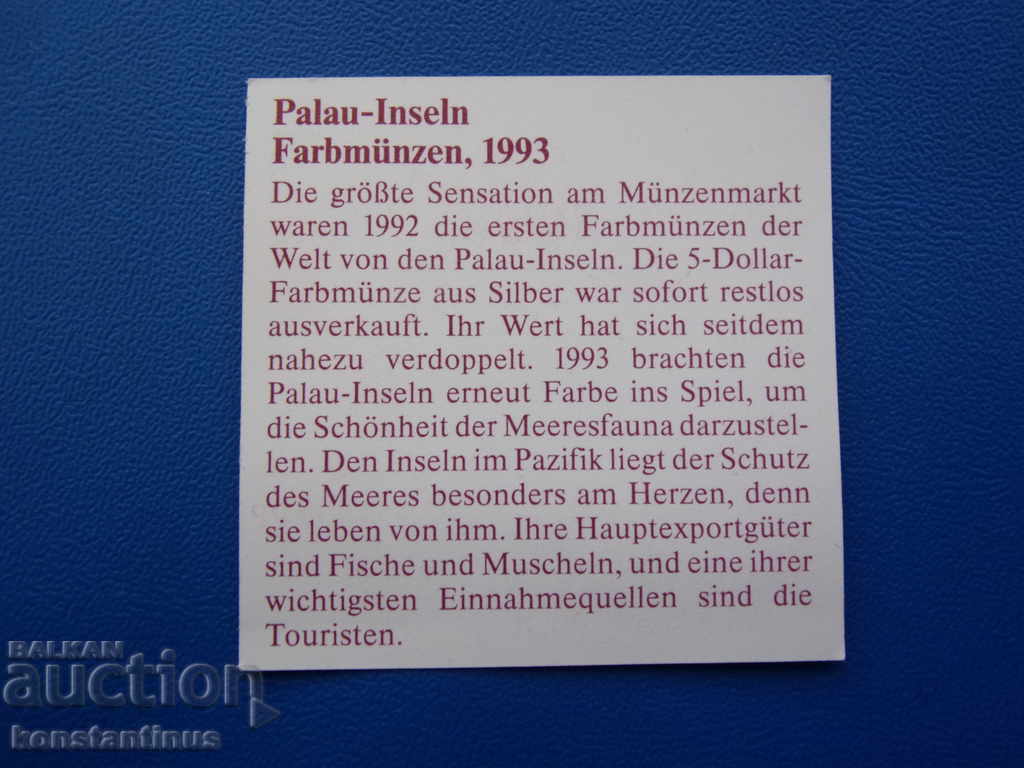 Palau-Inseln
Farbmünzen, 1993
Die größte Sensation am Münzenmarkt
waren 1992 die ersten Farbmünzen der
Welt von den Palau-Inseln. Die 5-Dollar-
Farbmünze aus Silber war sofort restlos
ausverkauft. Ihr Wert hat sich seitdem
nahezu verdoppelt. 1993 brachten die
Palau-Inseln erneut Farbe ins Spiel, um
die Schönheit der Meeresfauna darzustel-
len. Den Inseln im Pazifik liegt der Schutz
des Meeres besonders am Herzen, denn
sie leben von ihm. Ihre Hauptexportgüter
sind Fische und Muscheln, und eine ihrer
wichtigsten Einnahmequellen sind die
Touristen.
BALKAN
auction
konstantinus